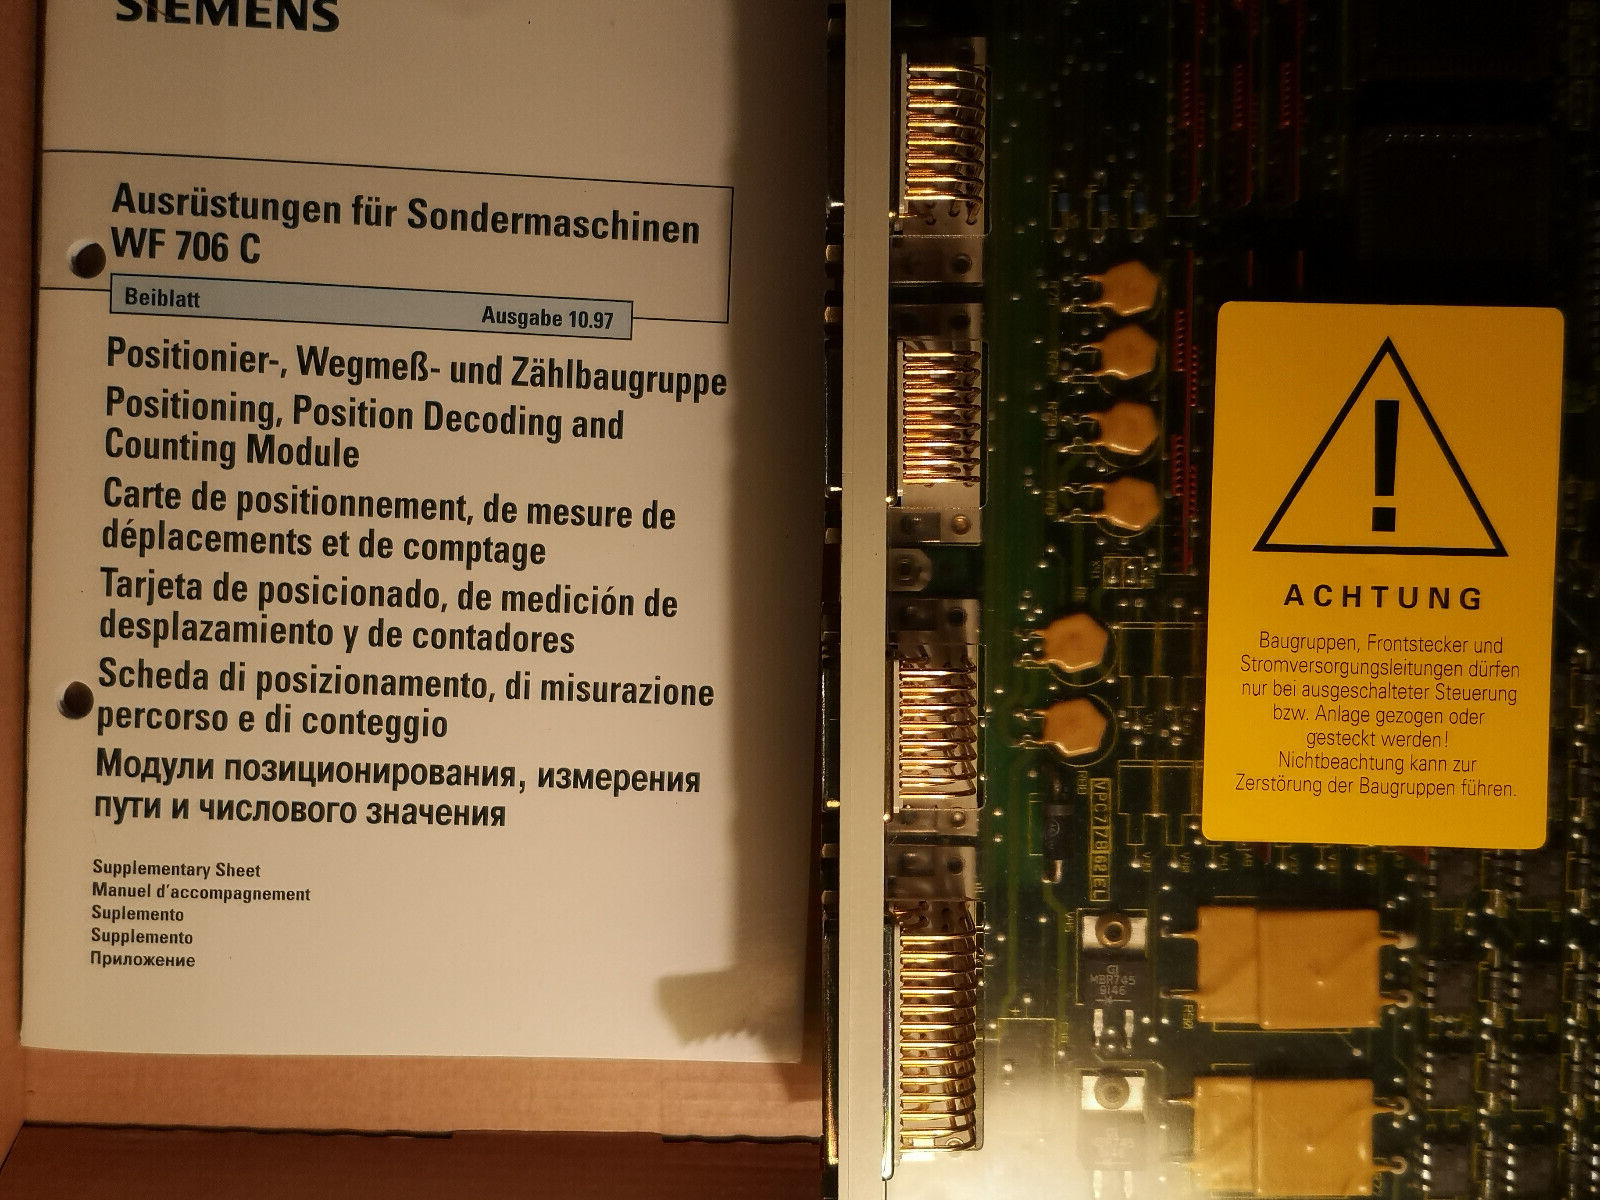 SIEMENS
Ausrüstungen für Sondermaschinen
WF 706 C
Beiblatt Ausgabe 10.97
Positionier-, Wegmeß- und Zählbaugruppe
Positioning, Position Decoding and
Counting Module
Carte de positionnement, de mesure de
déplacements et de comptage
Tarjeta de posicionado, de medición de
desplazamiento y de contadores
Scheda di posizionamento, di misurazione
percorso e di conteggio
Модули позиционирования, измерения
пути и числового значения
Supplementary Sheet
Manuel d'accompagnement
Suplemento
Supplemento
Приложение
ACHTUNG
Baugruppen, Frontstecker und
Stromversorgungsleitungen dürfen
nur bei ausgeschalteter Steuerung
bzw. Anlage gezogen oder
gesteckt werden!
Nichtbeachtung kann zur
Zerstörung der Baugruppen führen.
GI
MBR745
9146